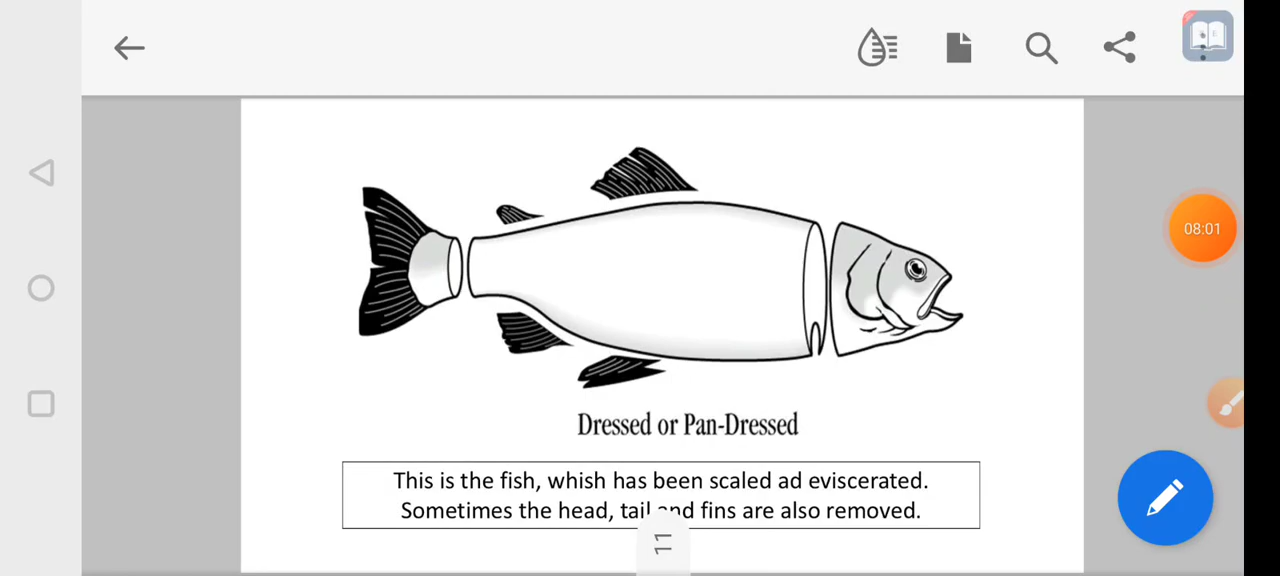 08:01
Dressed or Pan-Dressed
This is the fish, whish has been scaled ad eviscerated.
Sometimes the head, tail and fins are also removed.
11